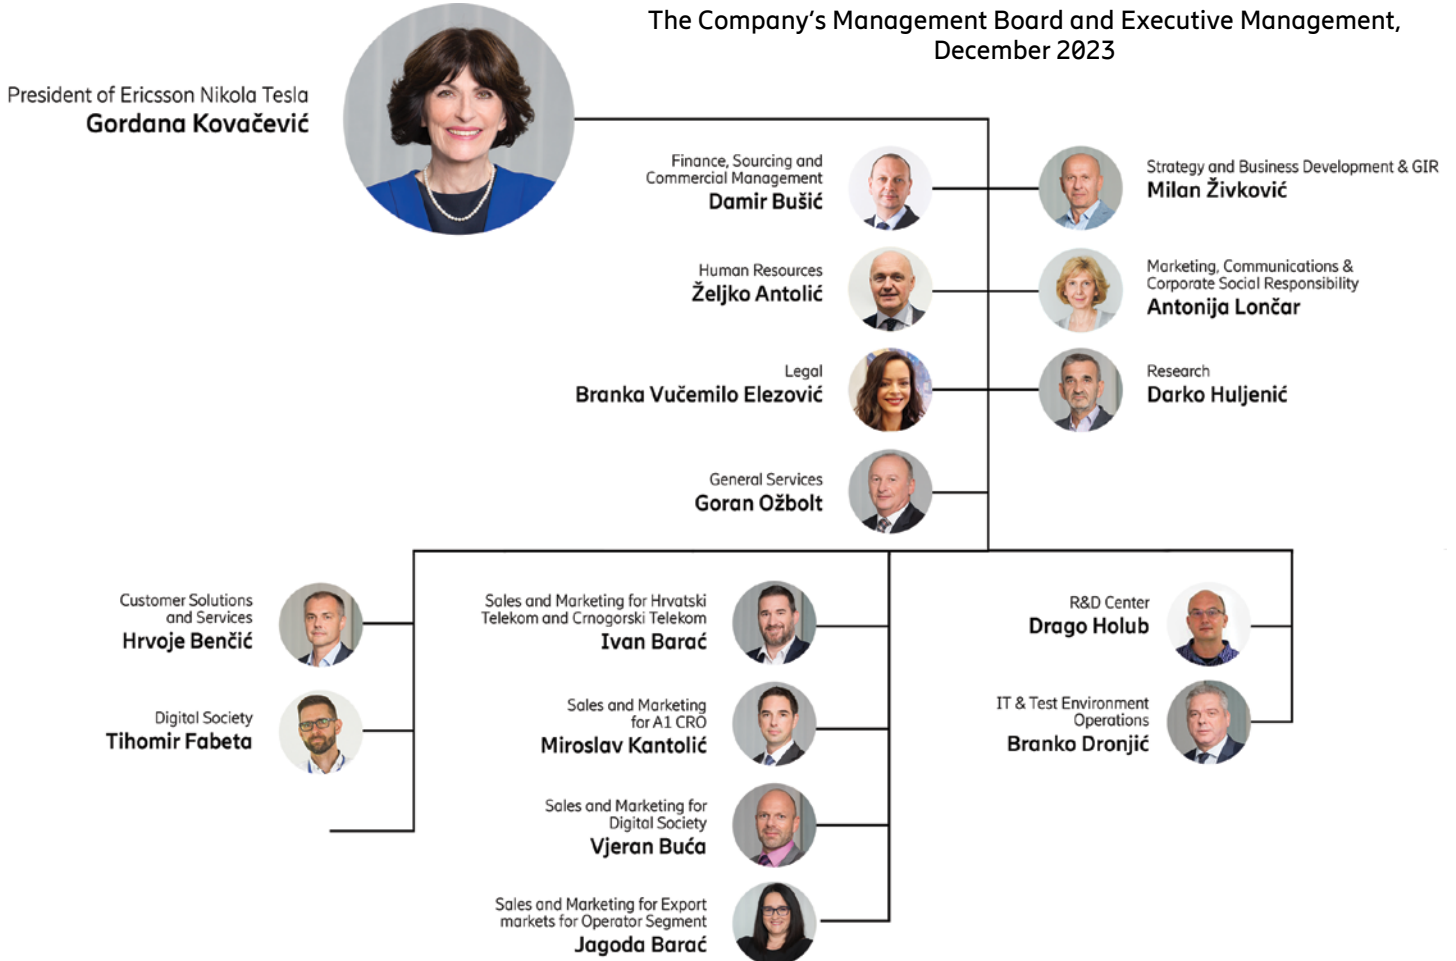 The Company’s Management Board and Executive Management,
December 2023
President of Ericsson Nikola Tesla
Gordana Kovačević
Finance, Sourcing and
Commercial Management
Damir Bušić
Strategy and Business Development & GIR
Milan Živković
Human Resources
Željko Antolić
Marketing, Communications &
Corporate Social Responsibility
Antonija Lončar
Legal
Branka Vučemilo Elezović
Research
Darko Huljenić
General Services
Goran Ožbolt
Customer Solutions
and Services
Hrvoje Benčić
Digital Society
Tihomir Fabeta
Sales and Marketing for Hrvatski
Telekom and Crnogorski Telekom
Ivan Barać
Sales and Marketing
for A1 CRO
Miroslav Kantolić
Sales and Marketing for
Digital Society
Vjeran Buća
Sales and Marketing for Export
markets for Operator Segment
Jagoda Barać
R&D Center
Drago Holub
IT & Test Environment
Operations
Branko Dronjić